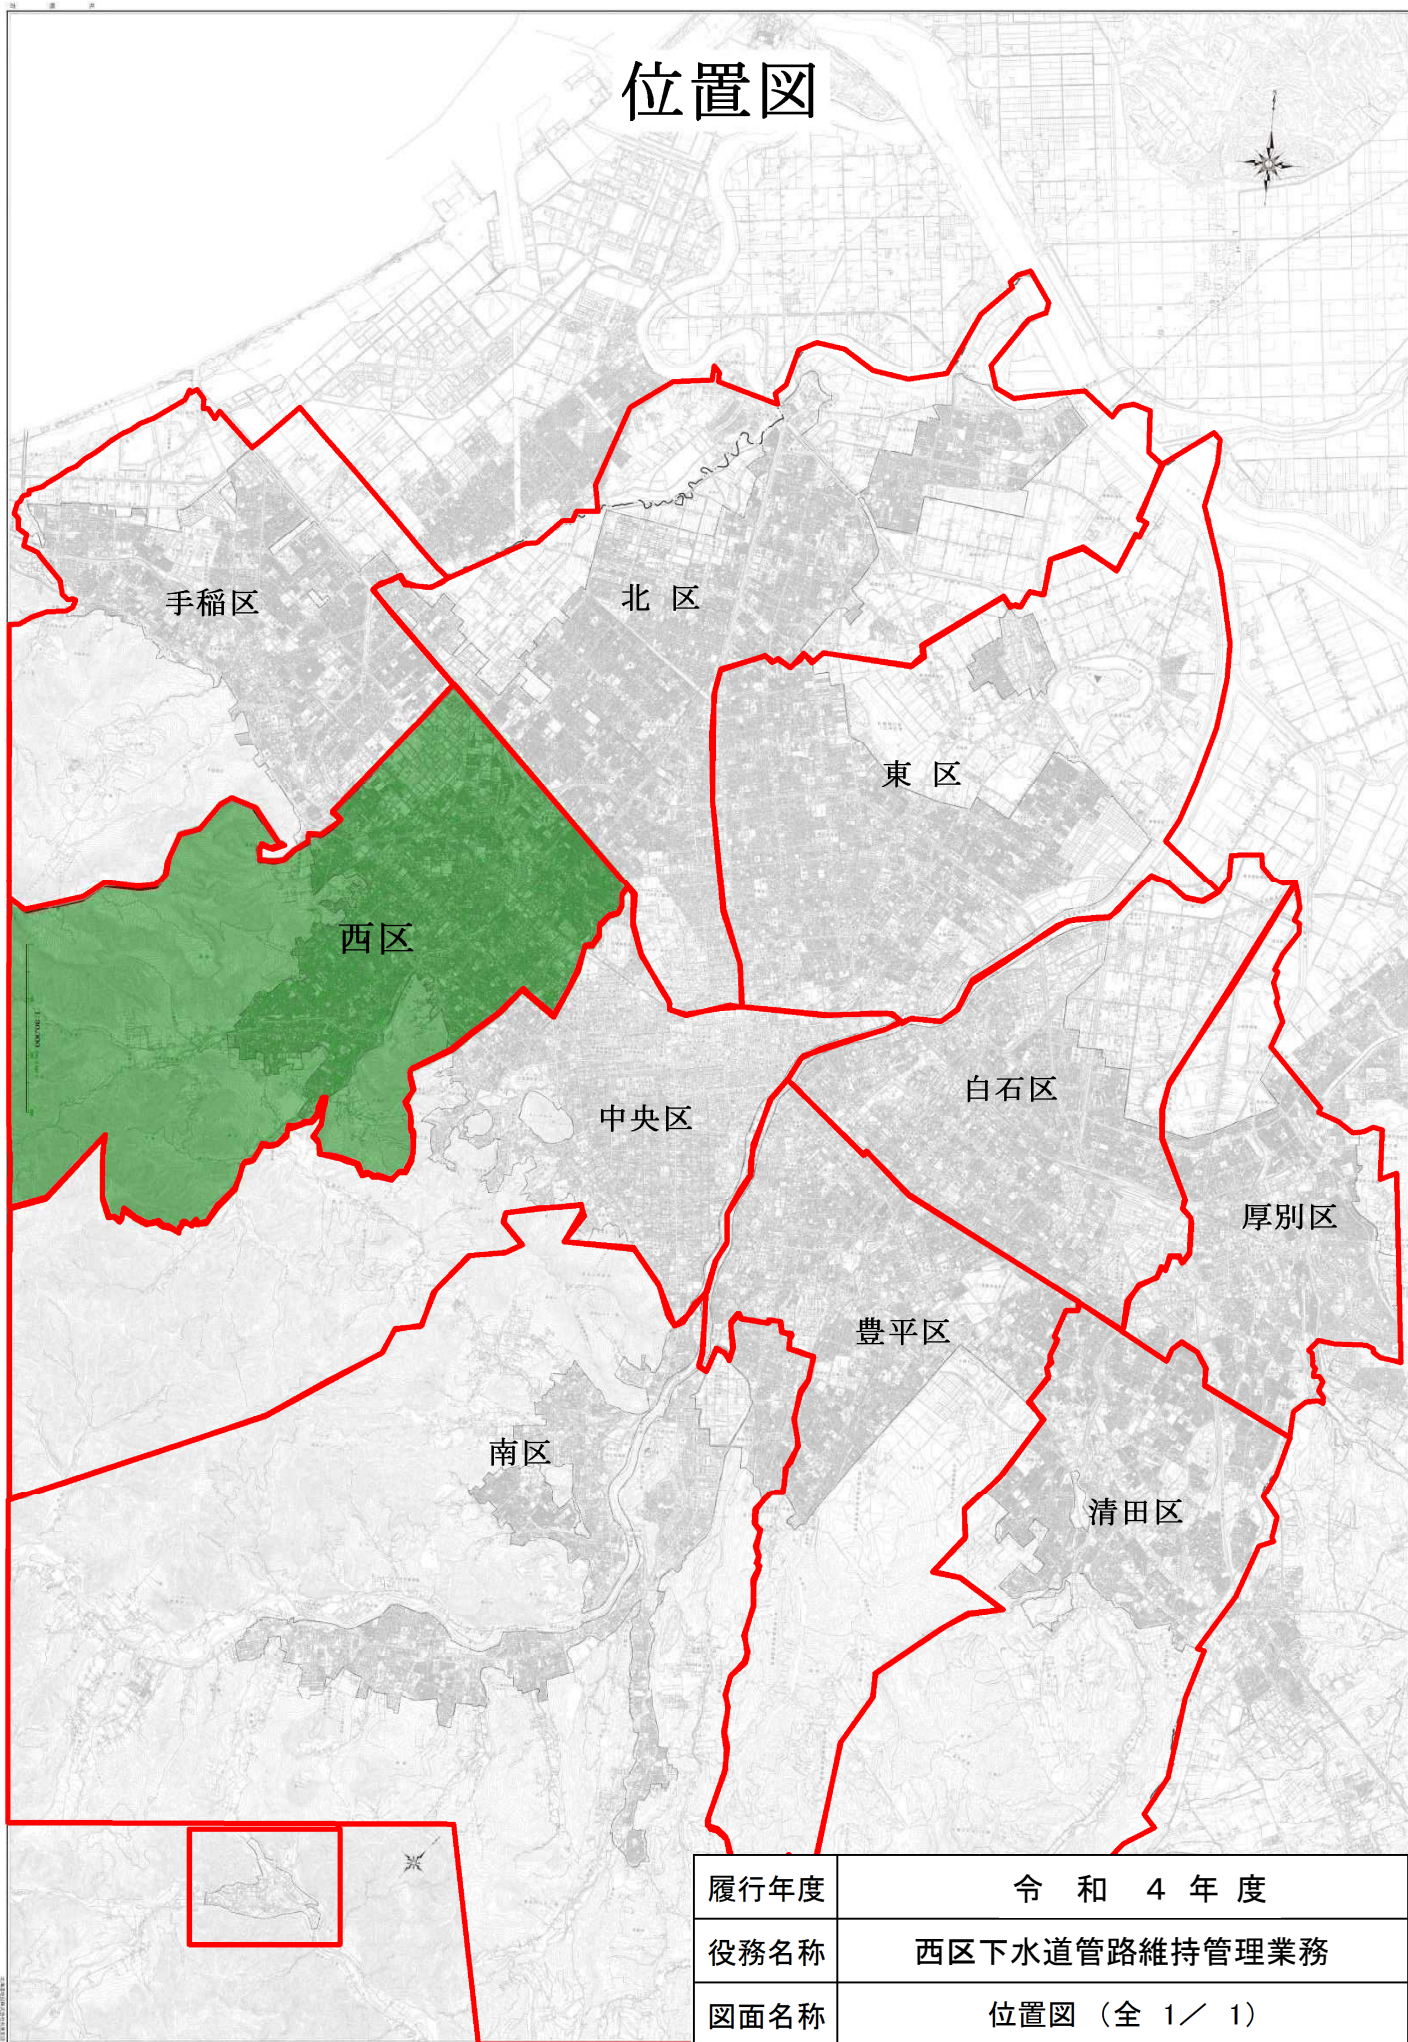 位置図
手稲区
北 区
東 区
西区
中央区
白石区
厚別区
豊平区
南区
清田区
履行年度 令 和 4 年 度
役務名称 西区下水道管路維持管理業務
図面名称 位置図 (全 1/ 1)